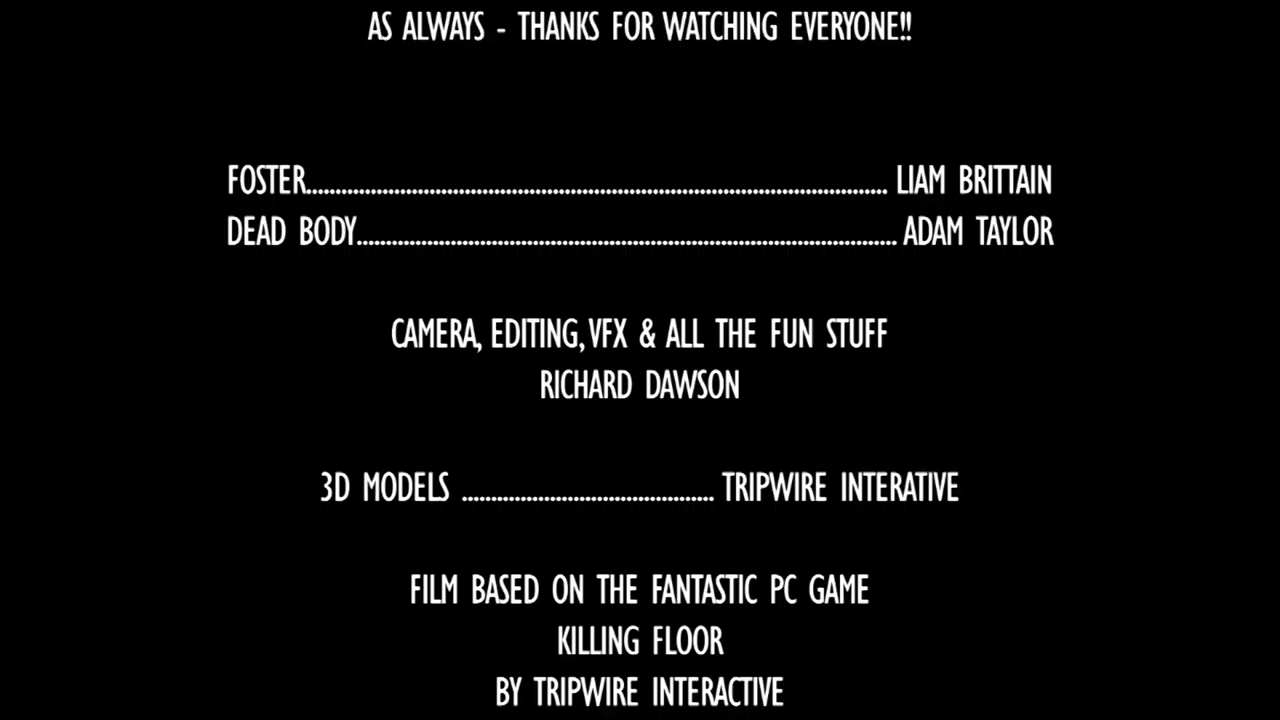 AS ALWAYS - THANKS FOR WATCHING EVERYONE!!
FOSTER.................................................................................................... LIAM BRITTAIN
DEAD BODY............................................................................................. ADAM TAYLOR
CAMERA, EDITING, VFX & ALL THE FUN STUFF
RICHARD DAWSON
3D MODELS ........................................... TRIPWIRE INTERATIVE
FILM BASED ON THE FANTASTIC PC GAME
KILLING FLOOR
BY TRIPWIRE INTERACTIVE